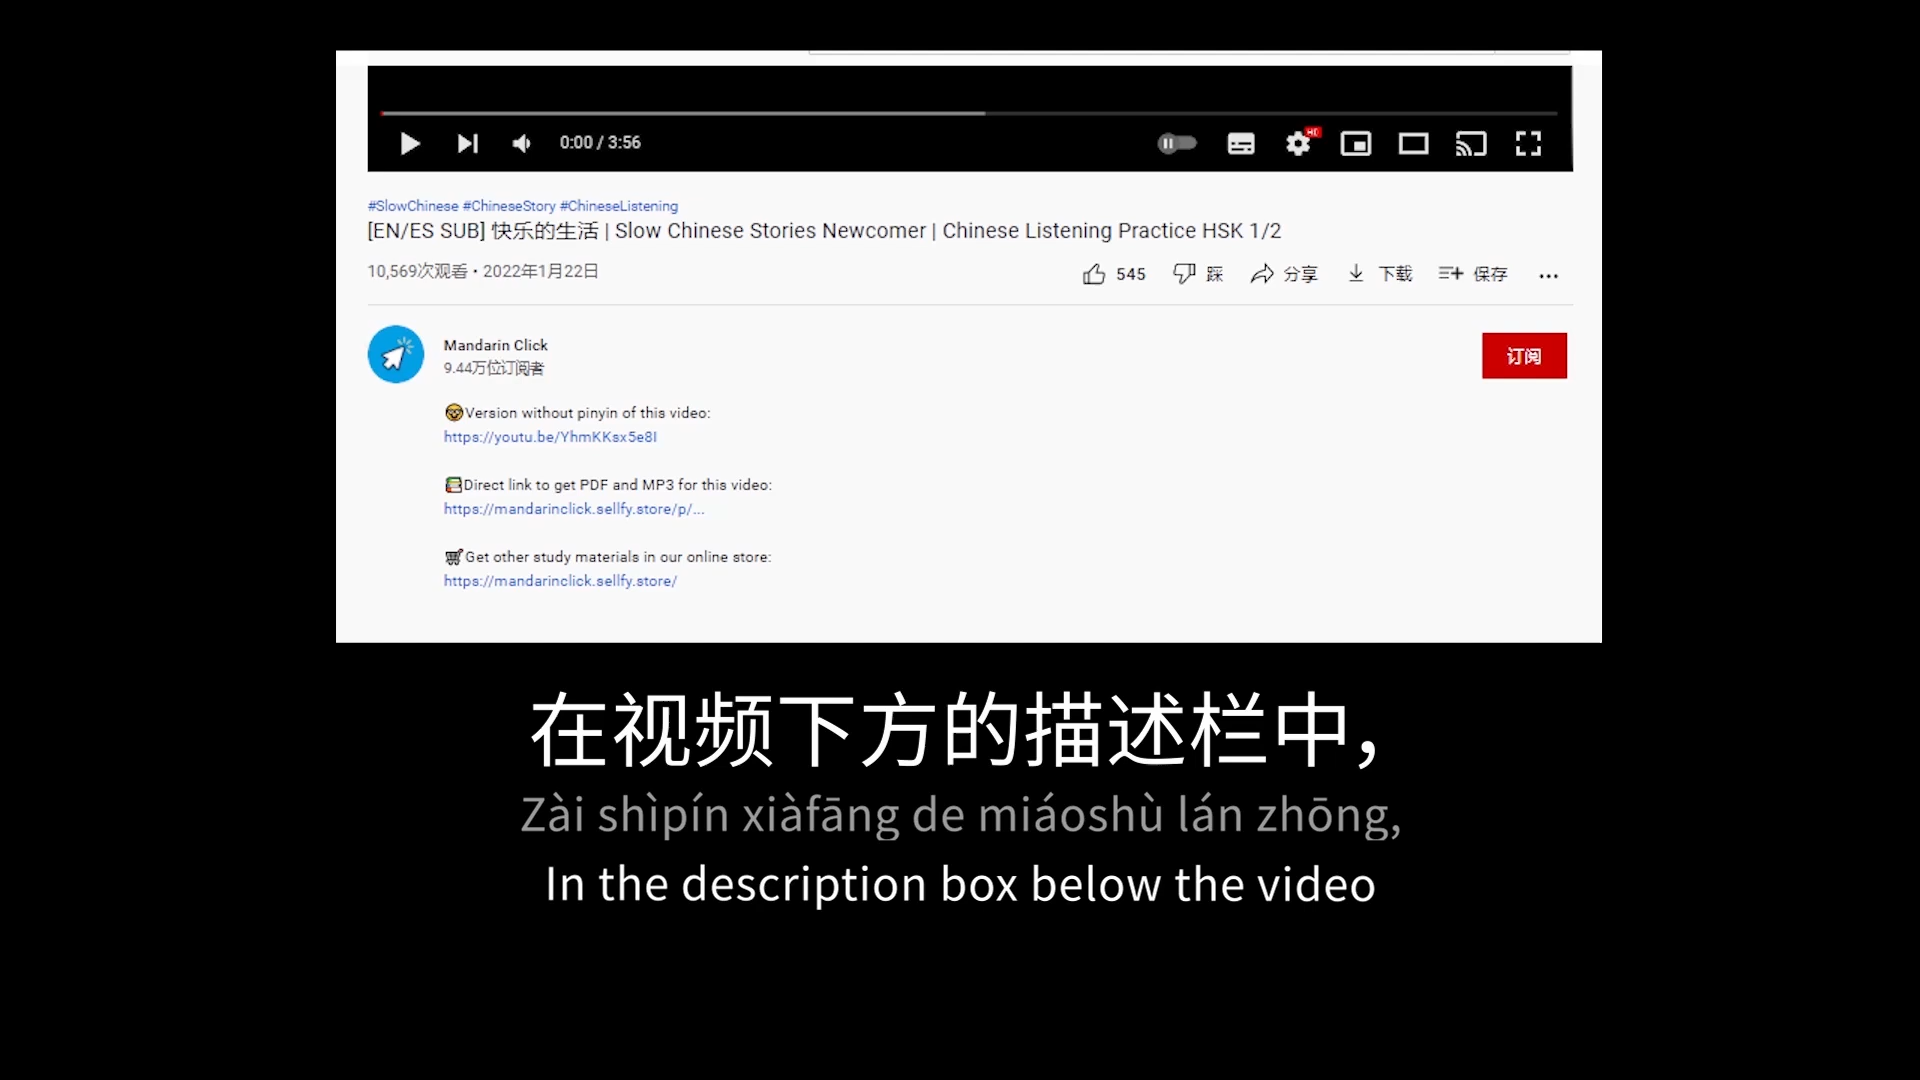 0:00 / 3:56
HD
#SlowChinese #ChineseStory #ChineseListening
[EN/ES SUB] 快乐的生活 | Slow Chinese Stories Newcomer | Chinese Listening Practice HSK 1/2
10,569次观看 • 2022年1月22日
545 踩 分享 下载 保存 ...
Mandarin Click
9.44万位订阅者
订阅
🤓Version without pinyin of this video:
https://youtu.be/YhmKKsx5e8I
📚Direct link to get PDF and MP3 for this video:
https://mandarinclick.sellfy.store/p/...
🛒Get other study materials in our online store:
https://mandarinclick.sellfy.store/
在视频下方的描述栏中，
Zài shìpín xiàfāng de miáoshù lán zhōng,
In the description box below the video